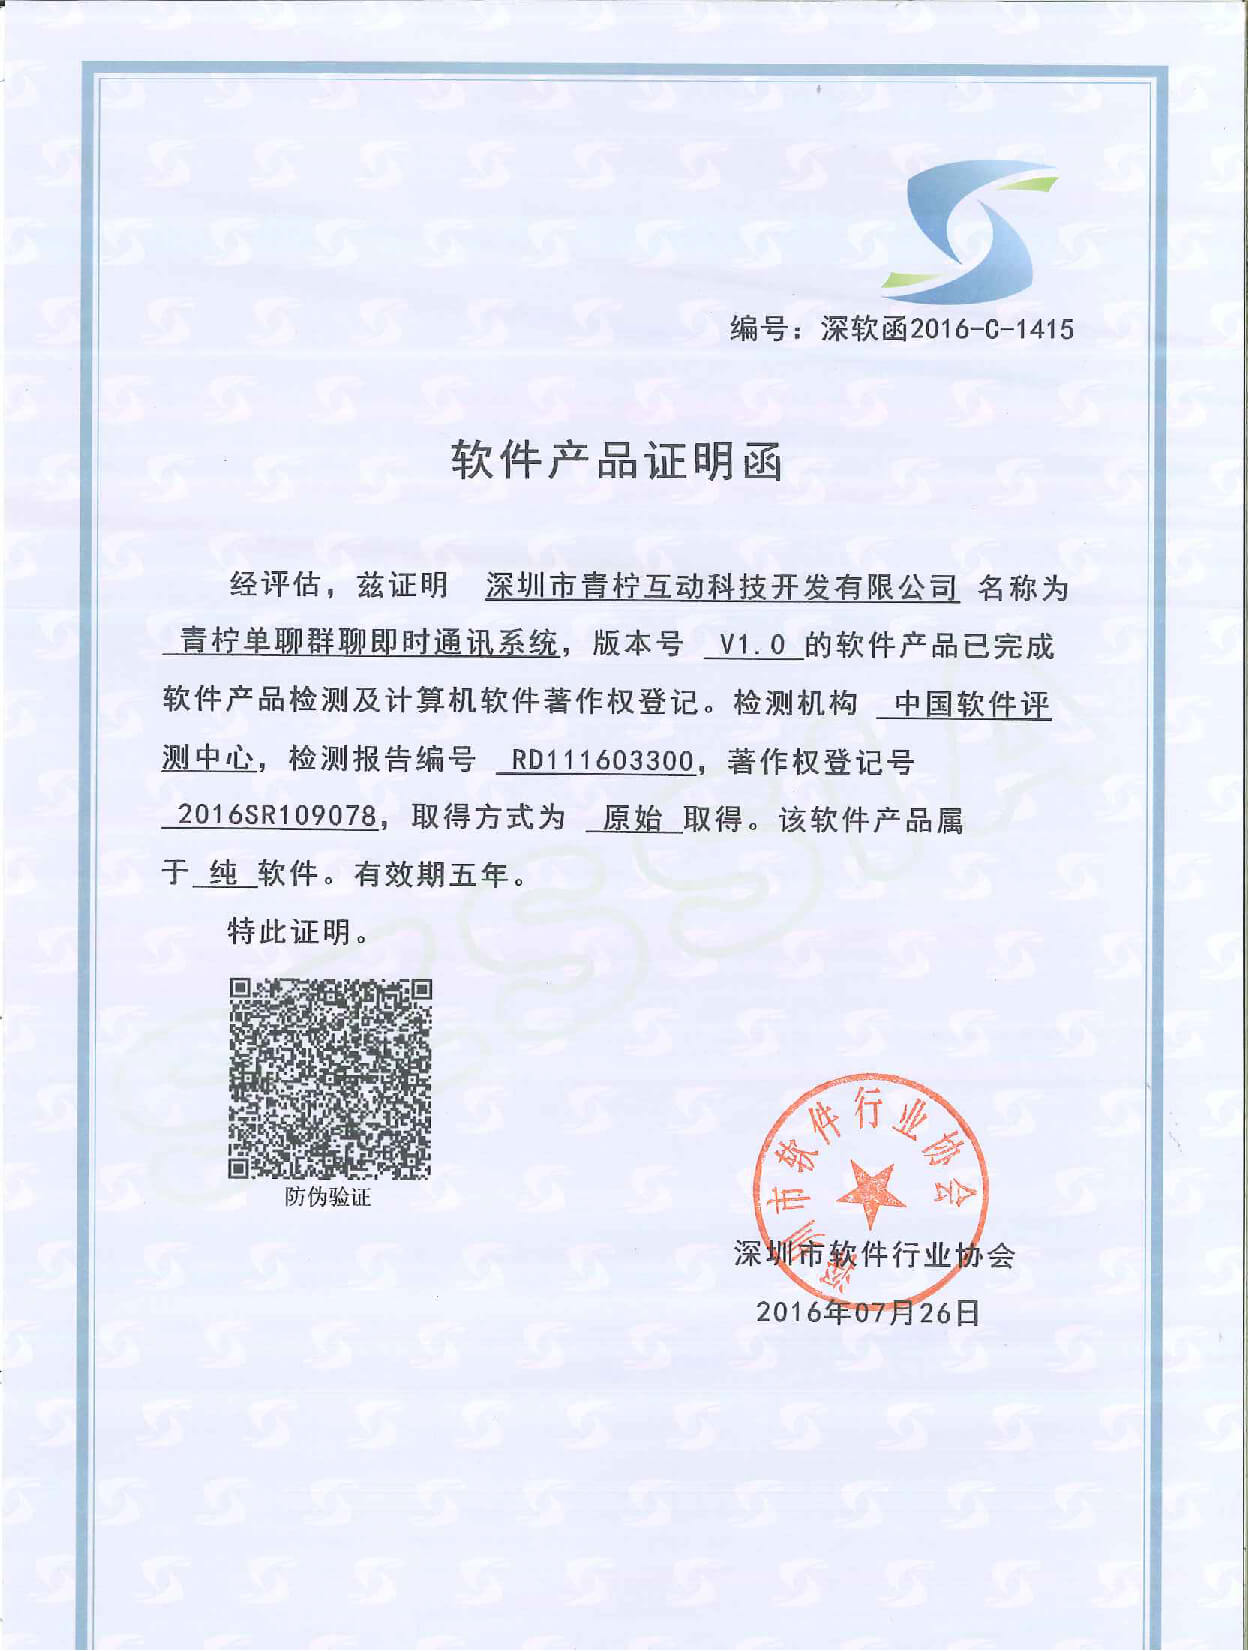 编号：深软函2016-C-1415
软件产品证明函
经评估，兹证明 深圳市青柠互动科技开发有限公司 名称为
青柠单聊群聊即时通讯系统，版本号 V1.0 的软件产品已完成
软件产品检测及计算机软件著作权登记。检测机构 中国软件评
测中心，检测报告编号 RD111603300，著作权登记号
2016SR109078，取得方式为 原始 取得。该软件产品属
于 纯 软件。有效期五年。
特此证明。
防伪验证
深圳市软件行业协会
深圳市软件行业协会
2016年07月26日